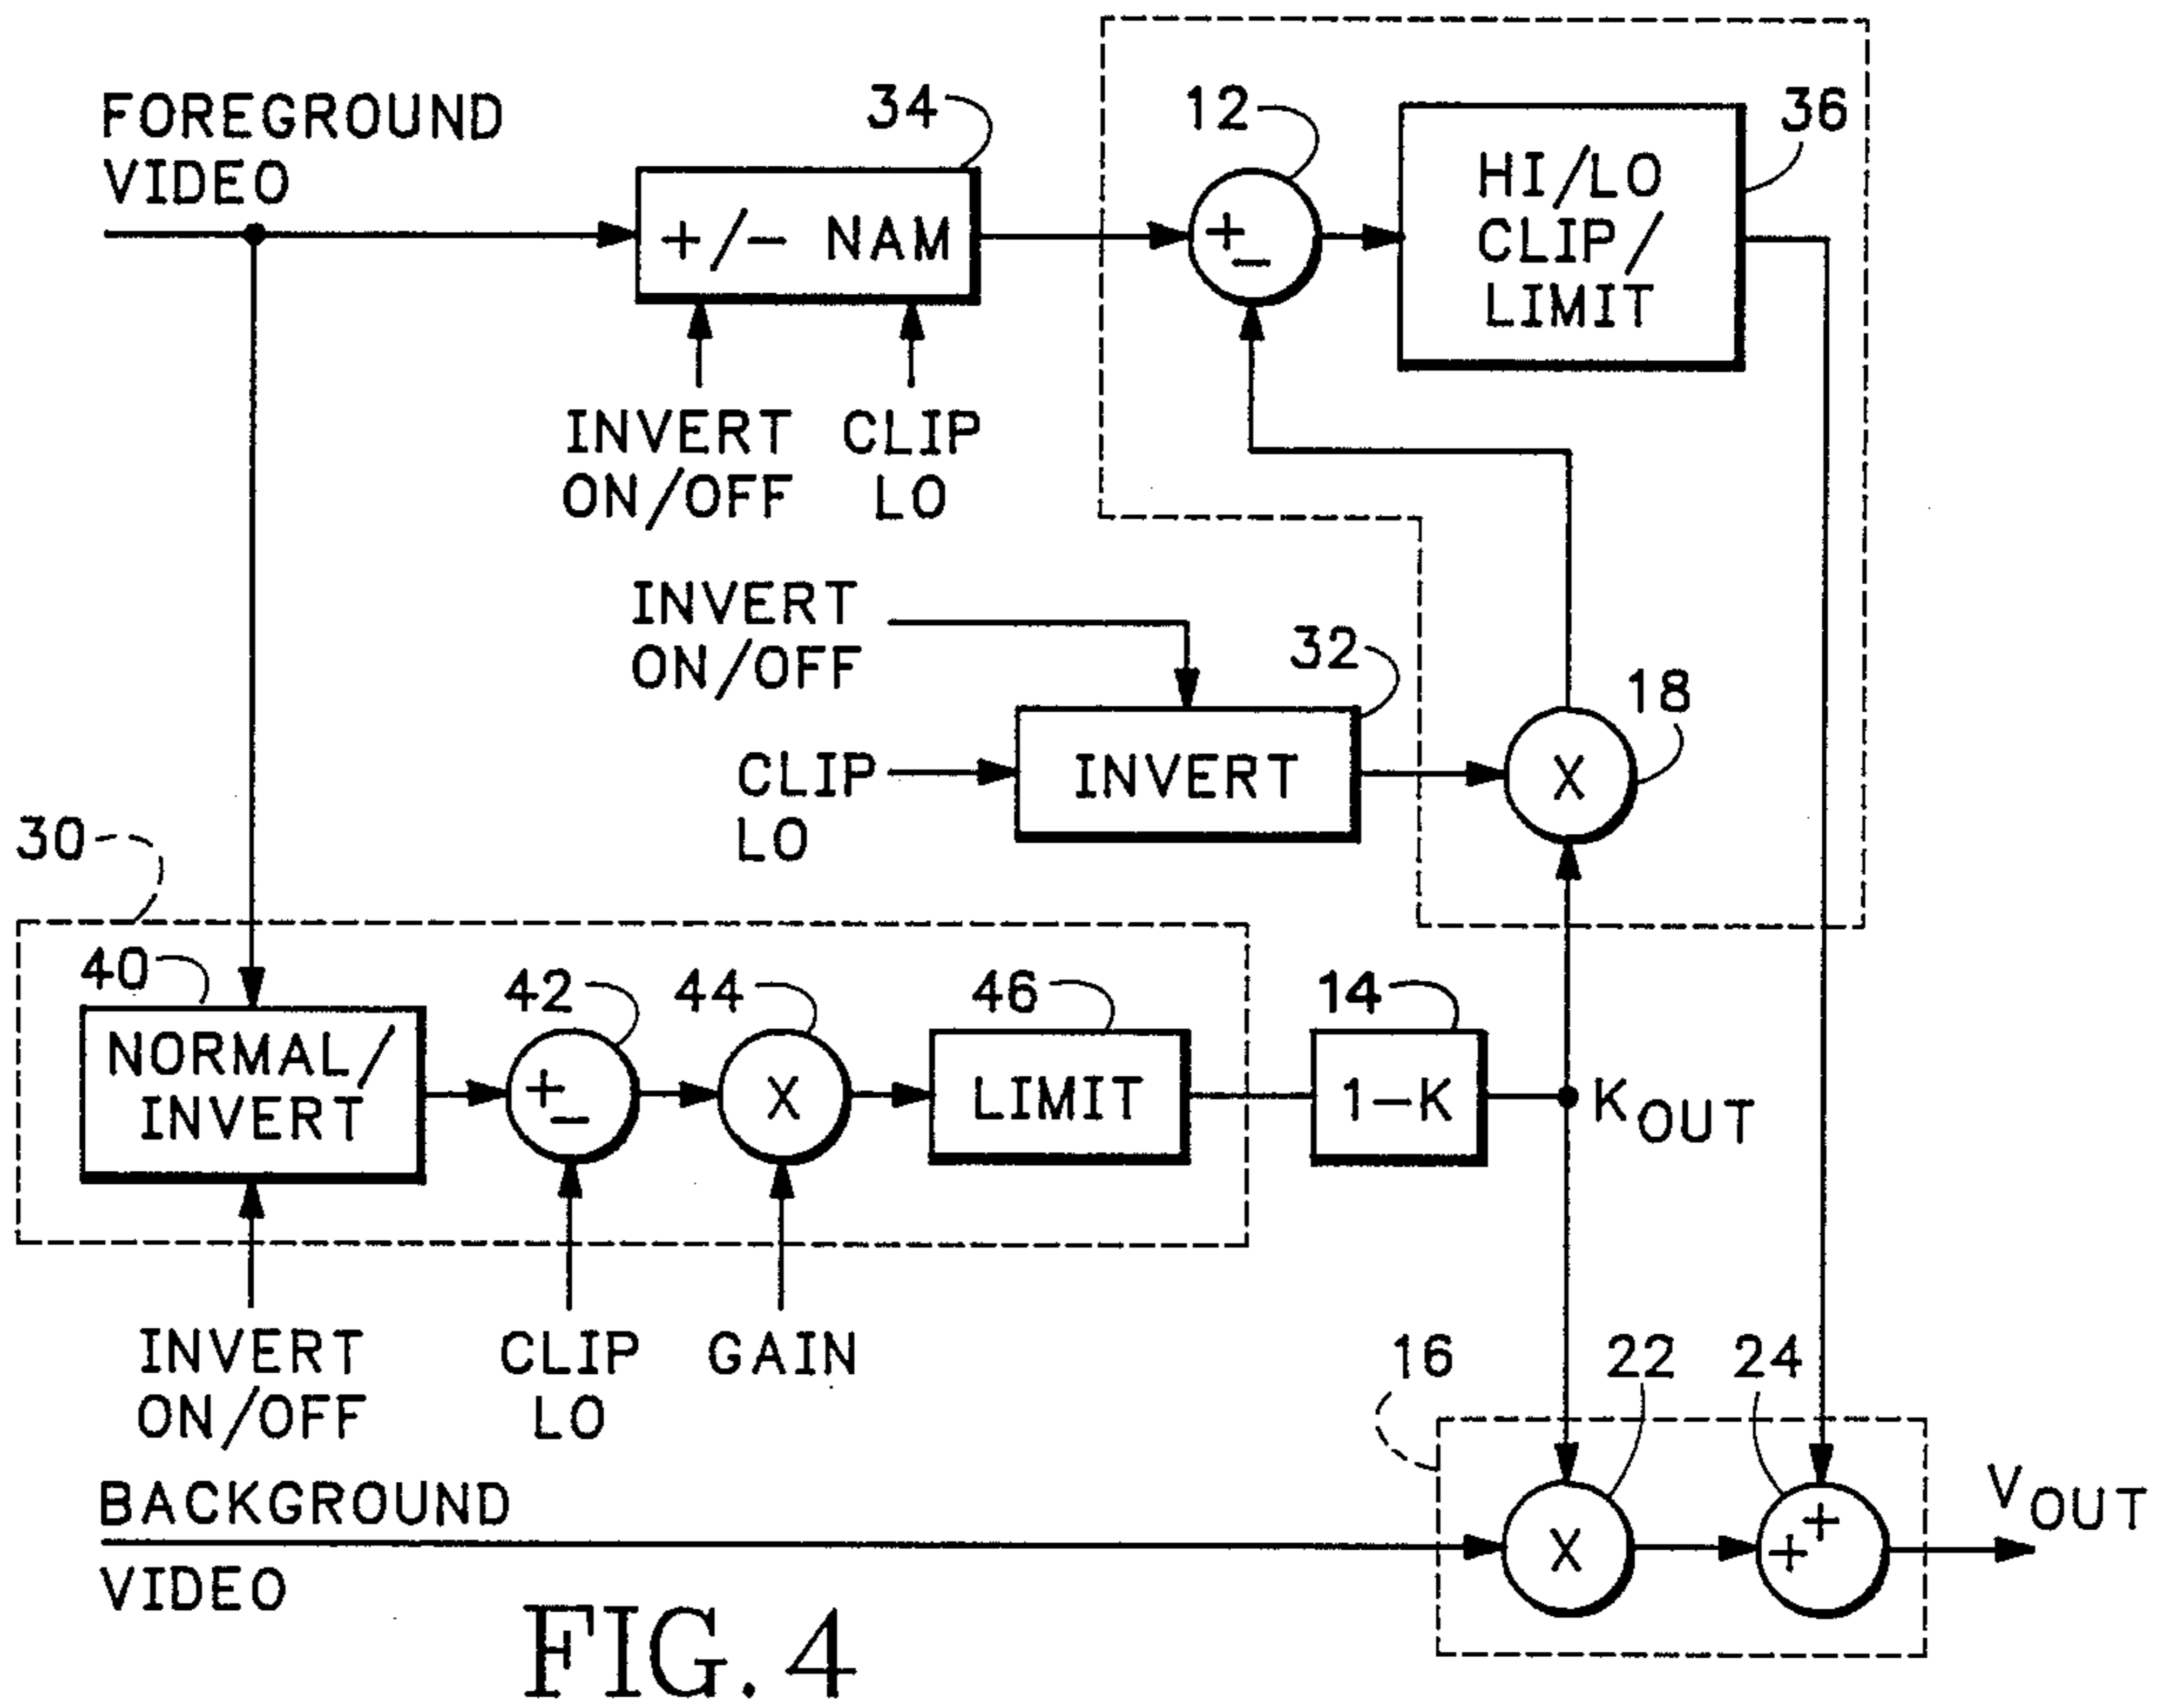 FOREGROUND
VIDEO
34
+/- NAM
INVERT
ON/OFF
CLIP
LO
12
+
-
HI/LO
CLIP/
LIMIT
36
INVERT
ON/OFF
32
CLIP
LO
INVERT
18
X
30
40
NORMAL/
INVERT
42
+
-
44
X
46
LIMIT
14
1-K
KOUT
INVERT
ON/OFF
CLIP
LO
GAIN
16
22
24
BACKGROUND
VIDEO
X
+
+
VOUT
FIG. 4